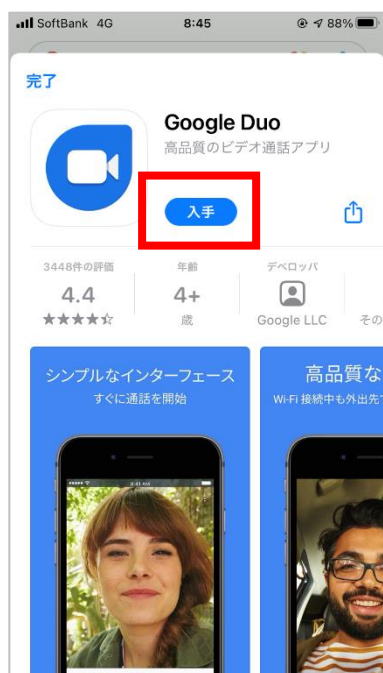 SoftBank 4G 8:45 88%
完了
Google Duo
高品質のビデオ通話アプリ
入手
3448件の評価 年齢 デベロッパ
4.4 4+
歳 Google LLC その
シンプルなインターフェース
すぐに通話を開始
高品質な
Wi-Fi 接続中も外出先で
9:41 AM